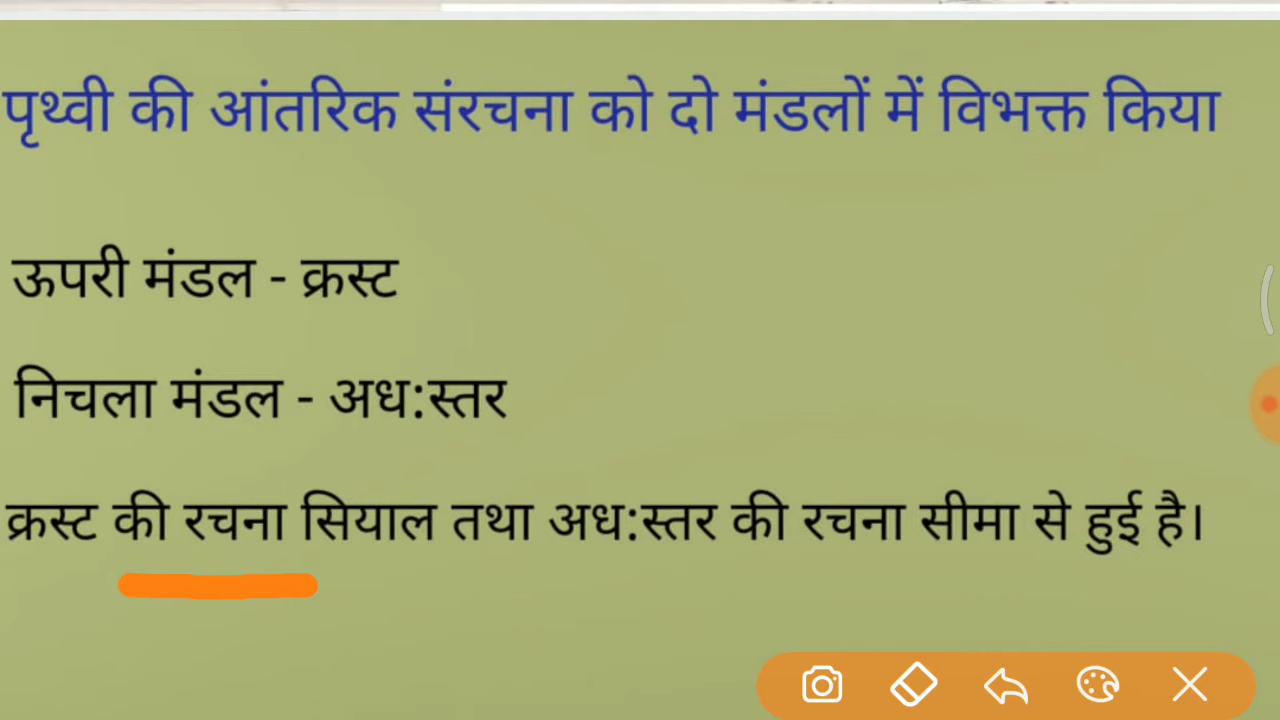 पृथ्वी की आंतरिक संरचना को दो मंडलों में विभक्त किया
ऊपरी मंडल - क्रस्ट
निचला मंडल - अध:स्तर
क्रस्ट की रचना सियाल तथा अध:स्तर की रचना सीमा से हुई है।